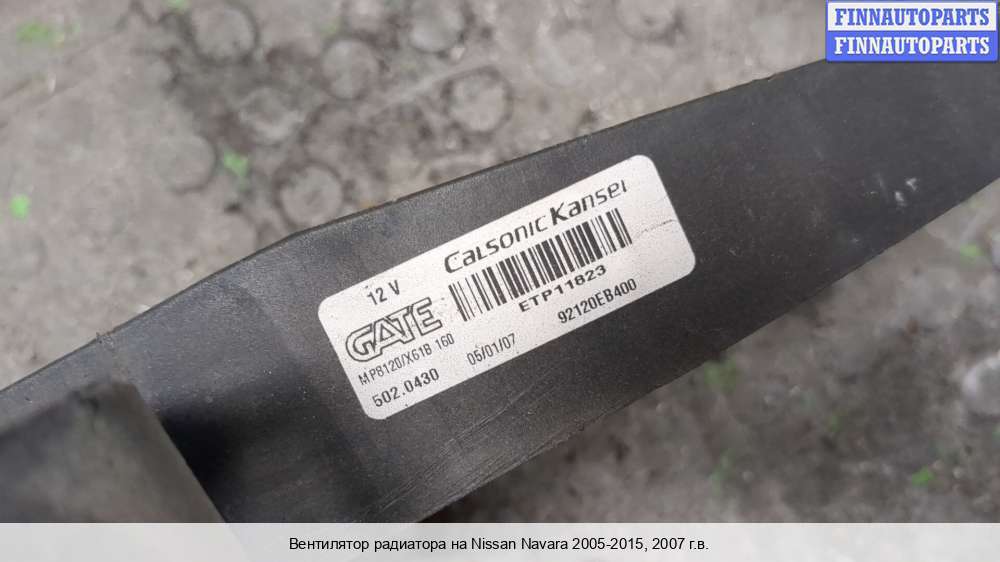 FINNAUTOPARTS
FINNAUTOPARTS
12 V
Calsonic Kansei
GATE
ETP11823
MP8120/X61B 160
05/01/07
92120EB400
502.0430
Вентилятор радиатора на Nissan Navara 2005-2015, 2007 г.в.